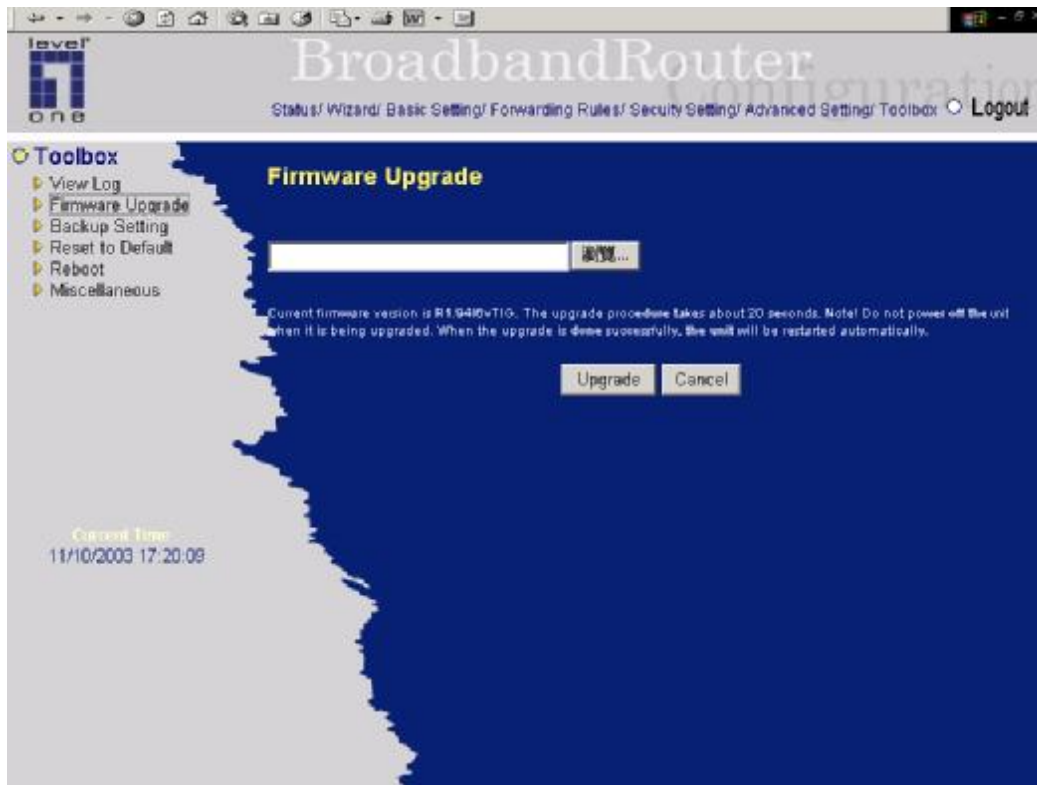 level
one
BroadbandRouter
Configuration
Status/ Wizard/ Basic Setting/ Forwarding Rules/ Secuity Setting/ Advanced Setting/ Toolbox Logout
Toolbox
View Log
Firmware Upgrade
Backup Setting
Reset to Default
Reboot
Miscellaneous
Firmware Upgrade
瀏覽...
Current firmware version is The upgrade procedure takes about 20 seconds. Note! Do not power off the unit
when it is being upgraded. When the upgrade is done successfully, the unit will be restarted automatically.
Upgrade Cancel
Current Time
11/10/2003 17:20:09